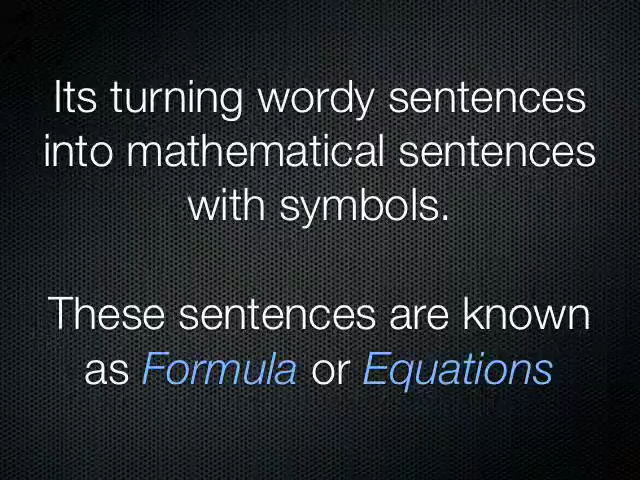 Its turning wordy sentences
into mathematical sentences
with symbols.
These sentences are known
as Formula or Equations